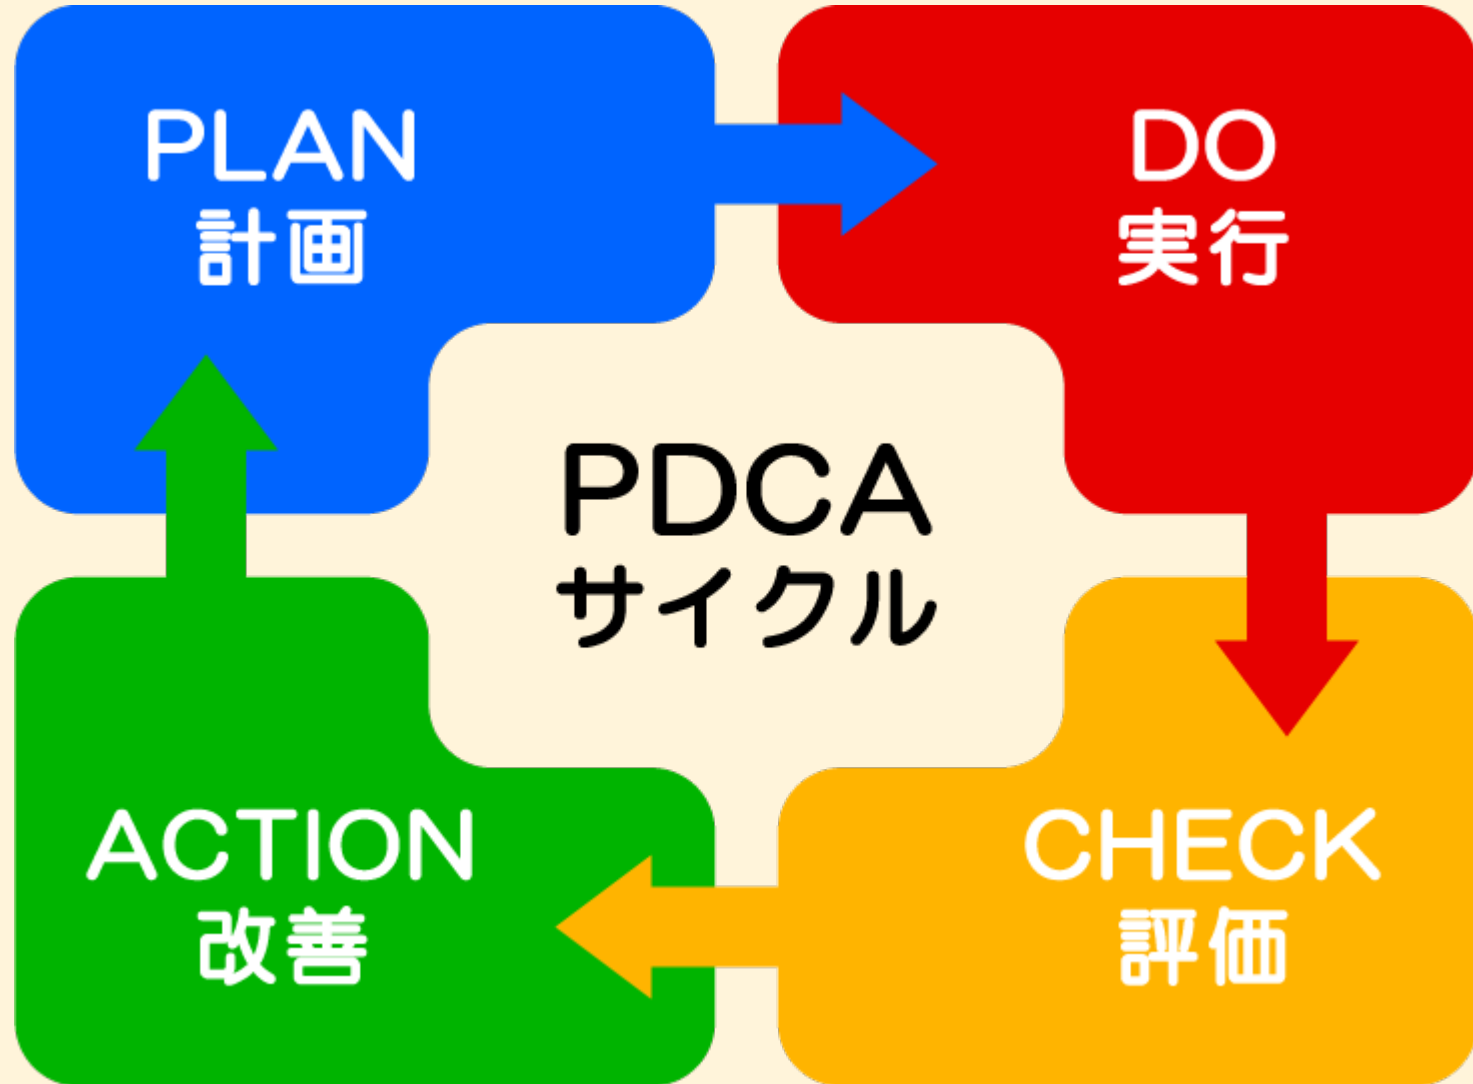 PLAN
計画
DO
実行
PDCA
サイクル
ACTION
改善
CHECK
評価